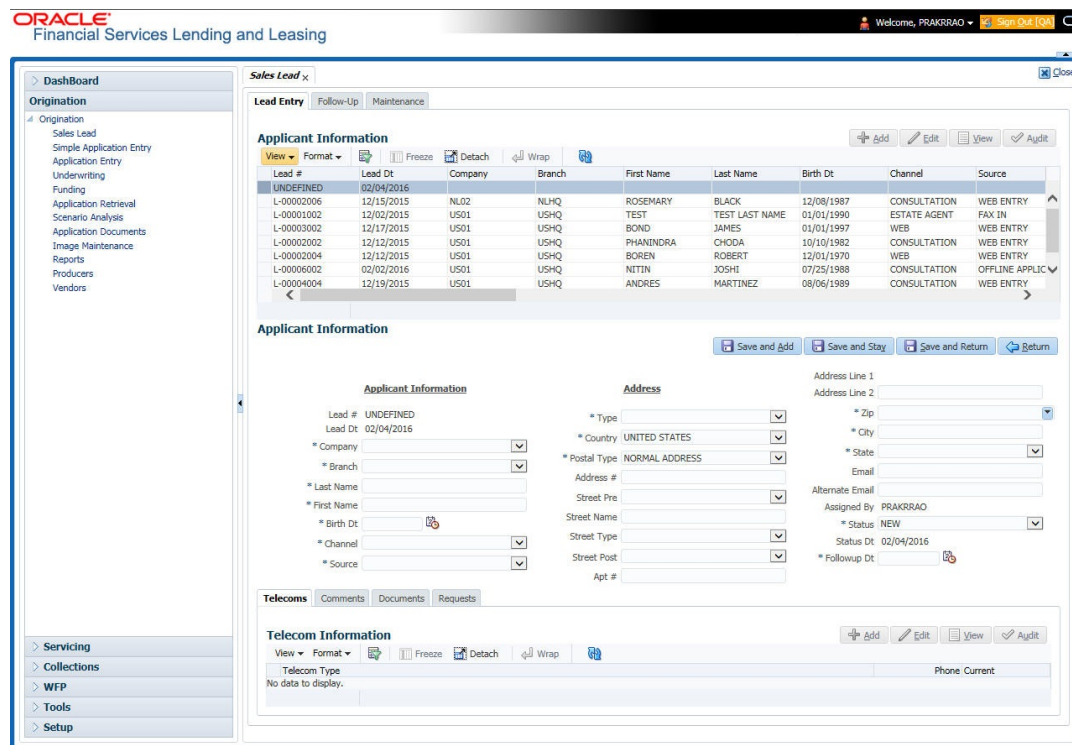 ORACLE
Financial Services Lending and Leasing
Welcome, PRAKRRAO
Sign Out [QA]
DashBoard
Origination
Origination
Sales Lead
Simple Application Entry
Application Entry
Underwriting
Funding
Application Retrieval
Scenario Analysis
Application Documents
Image Maintenance
Reports
Producers
Vendors
Servicing
Collections
WFP
Tools
Setup
Sales Lead
Close
Lead Entry Follow-Up Maintenance
Applicant Information
Add Edit View Audit
View Format Freeze Detach Wrap
Lead # Lead Dt Company Branch First Name Last Name Birth Dt Channel Source
UNDEFINED 02/04/2016
L-00002006 12/15/2015 NL02 NLHQ ROSEMARY BLACK 12/08/1987 CONSULTATION WEB ENTRY
L-00001002 12/02/2015 US01 USHQ TEST TEST LAST NAME 01/01/1990 ESTATE AGENT FAX IN
L-00003002 12/17/2015 US01 USHQ BOND JAMES 01/01/1997 WEB WEB ENTRY
L-00002002 12/12/2015 US01 USHQ PHANINDRA CHODA 10/10/1982 CONSULTATION WEB ENTRY
L-00002004 12/12/2015 US01 USHQ BOREN ROBERT 12/01/1970 WEB WEB ENTRY
L-00006002 02/02/2016 US01 USHQ NITIN JOSHI 07/25/1988 CONSULTATION OFFLINE APPLIC
L-00004004 12/19/2015 US01 USHQ ANDRES MARTINEZ 08/06/1989 CONSULTATION WEB ENTRY
Applicant Information
Save and Add Save and Stay Save and Return Return
Applicant Information
Lead # UNDEFINED
Lead Dt 02/04/2016
* Company
* Branch
* Last Name
* First Name
* Birth Dt
* Channel
* Source
Address
* Type
* Country UNITED STATES
* Postal Type NORMAL ADDRESS
Address #
Street Pre
Street Name
Street Type
Street Post
Apt #
Address Line 1
Address Line 2
* Zip
* City
* State
Email
Alternate Email
Assigned By PRAKRRAO
* Status NEW
Status Dt 02/04/2016
* Followup Dt
Telecoms Comments Documents Requests
Telecom Information
Add Edit View Audit
View Format Freeze Detach Wrap
Telecom Type Phone Current
No data to display.